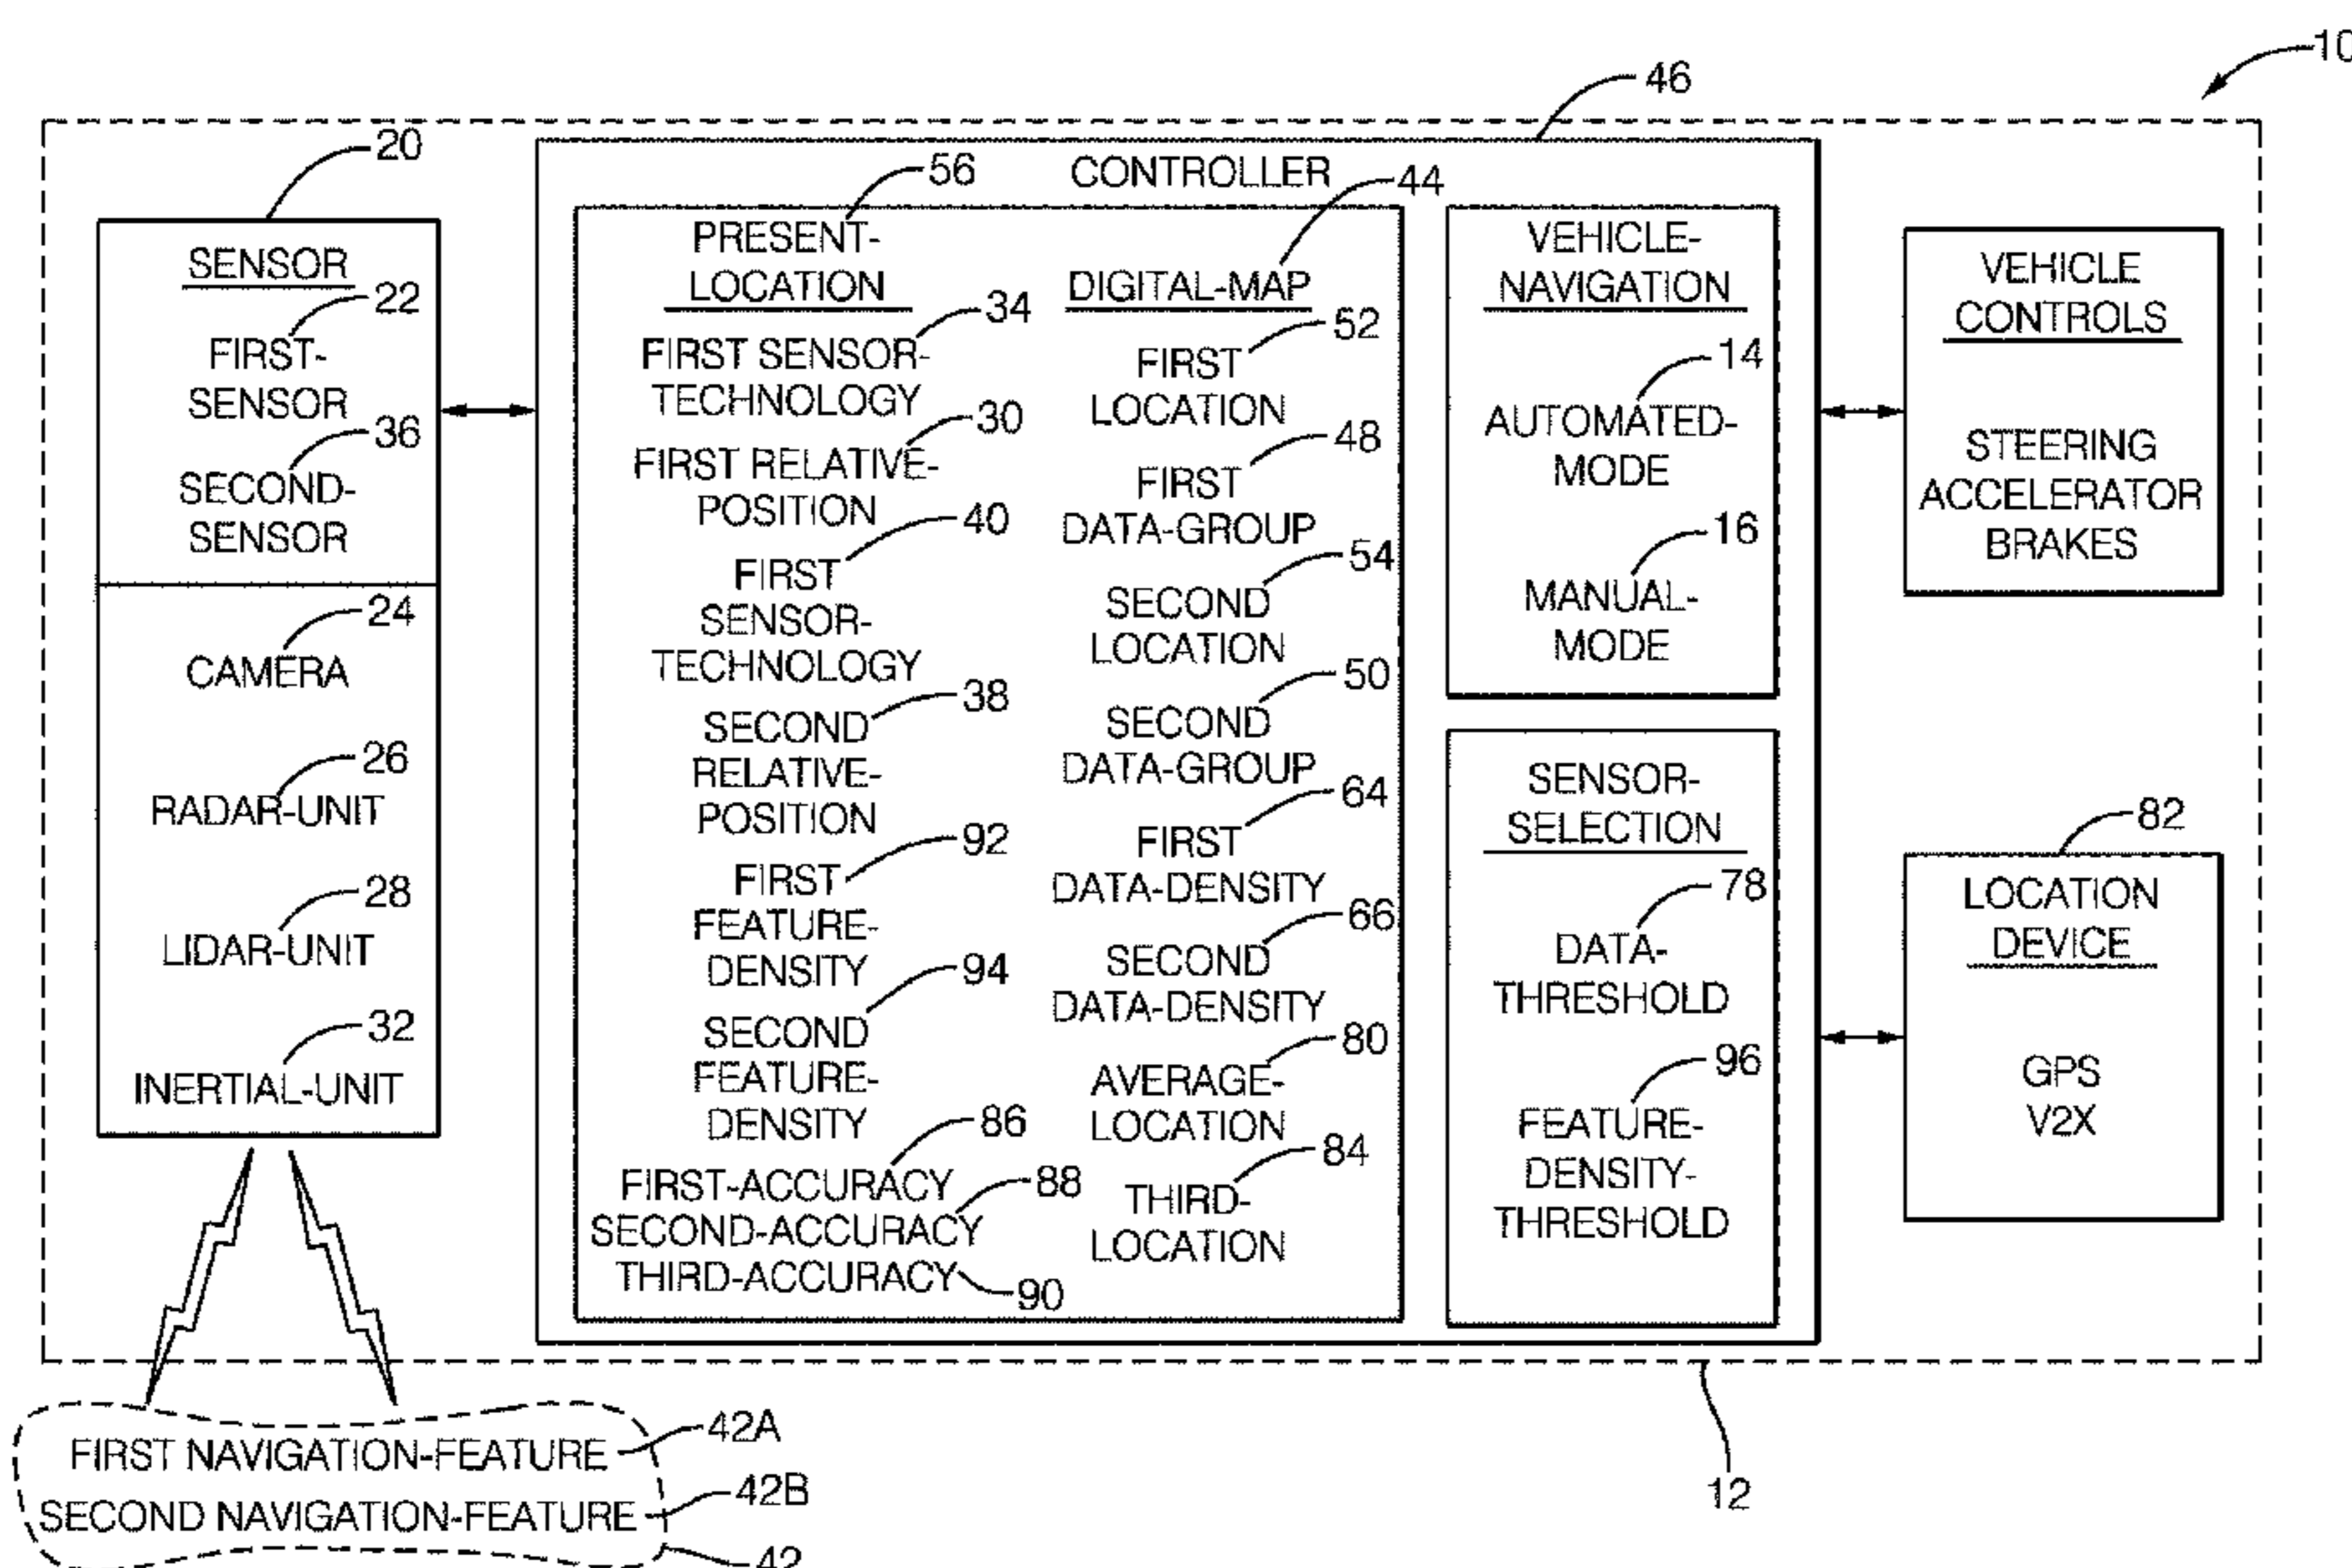 10
46
20
CONTROLLER
56
44
SENSOR
22
FIRST-
SENSOR
36
SECOND-
SENSOR
24
CAMERA
26
RADAR-UNIT
28
LIDAR-UNIT
32
INERTIAL-UNIT
PRESENT-
LOCATION
34
FIRST SENSOR-
TECHNOLOGY
30
FIRST RELATIVE-
POSITION
40
FIRST
SENSOR-
TECHNOLOGY
38
SECOND
RELATIVE-
POSITION
92
FIRST
FEATURE-
DENSITY
94
SECOND
FEATURE-
DENSITY
86
FIRST-ACCURACY
88
SECOND-ACCURACY
THIRD-ACCURACY
90
DIGITAL-MAP
52
FIRST
LOCATION
48
FIRST
DATA-GROUP
54
SECOND
LOCATION
50
SECOND
DATA-GROUP
64
FIRST
DATA-DENSITY
66
SECOND
DATA-DENSITY
80
AVERAGE-
LOCATION
84
THIRD-
LOCATION
VEHICLE-
NAVIGATION
14
AUTOMATED-
MODE
16
MANUAL-
MODE
SENSOR-
SELECTION
78
DATA-
THRESHOLD
96
FEATURE-
DENSITY-
THRESHOLD
VEHICLE
CONTROLS
STEERING
ACCELERATOR
BRAKES
82
LOCATION
DEVICE
GPS
V2X
FIRST NAVIGATION-FEATURE
42A
SECOND NAVIGATION-FEATURE
42B
42
12